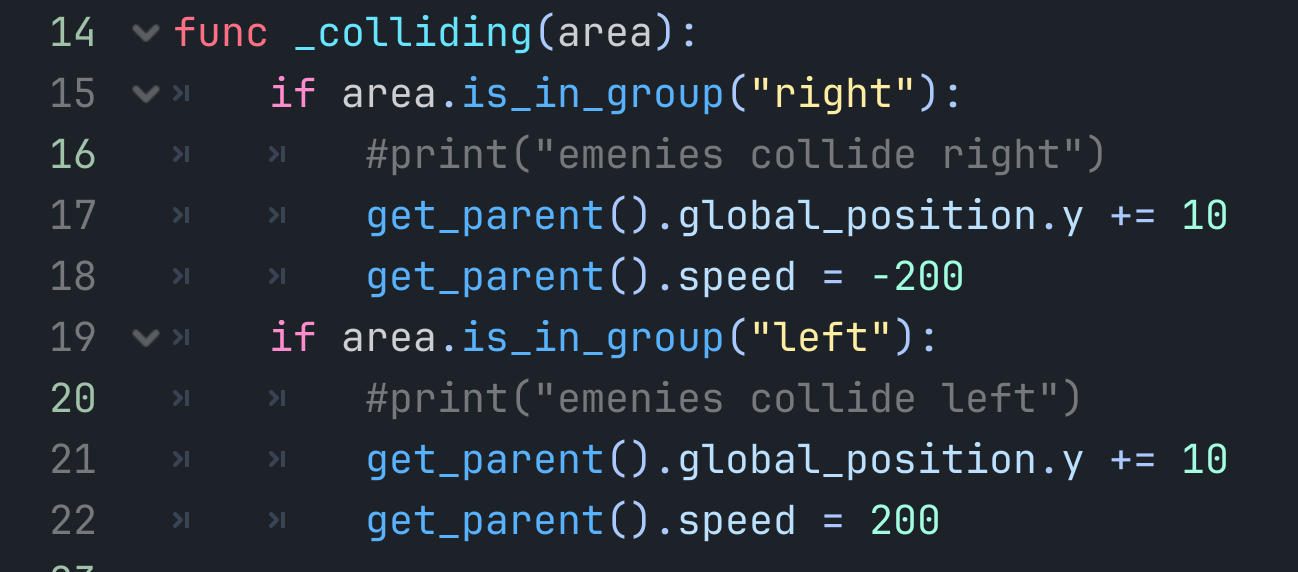 14 func _colliding(area):
15 if area.is_in_group("right"):
16 #print("emenies collide right")
17 get_parent().global_position.y += 10
18 get_parent().speed = -200
19 if area.is_in_group("left"):
20 #print("emenies collide left")
21 get_parent().global_position.y += 10
22 get_parent().speed = 200